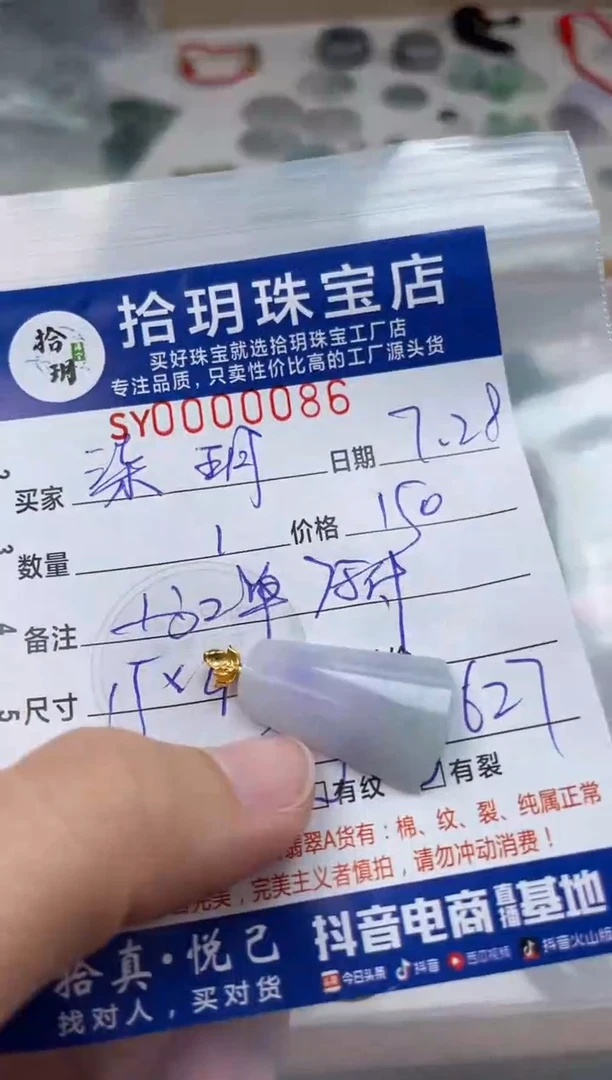 拾玥
拾玥珠宝店
买好珠宝就选拾玥珠宝工厂店
专注品质，只卖性价比高的工厂源头货
SY0000086
买家 柒玥 日期 7.28
数量 1 价格 150
备注
尺寸 627
有纹 有裂
翡翠A货有：棉、纹、裂、纯属正常
完美，完美主义者慎拍，请勿冲动消费！
拾真·悦己 抖音电商直播基地
找对人，买对货 今日头条 抖音 西瓜视频 抖音火山版